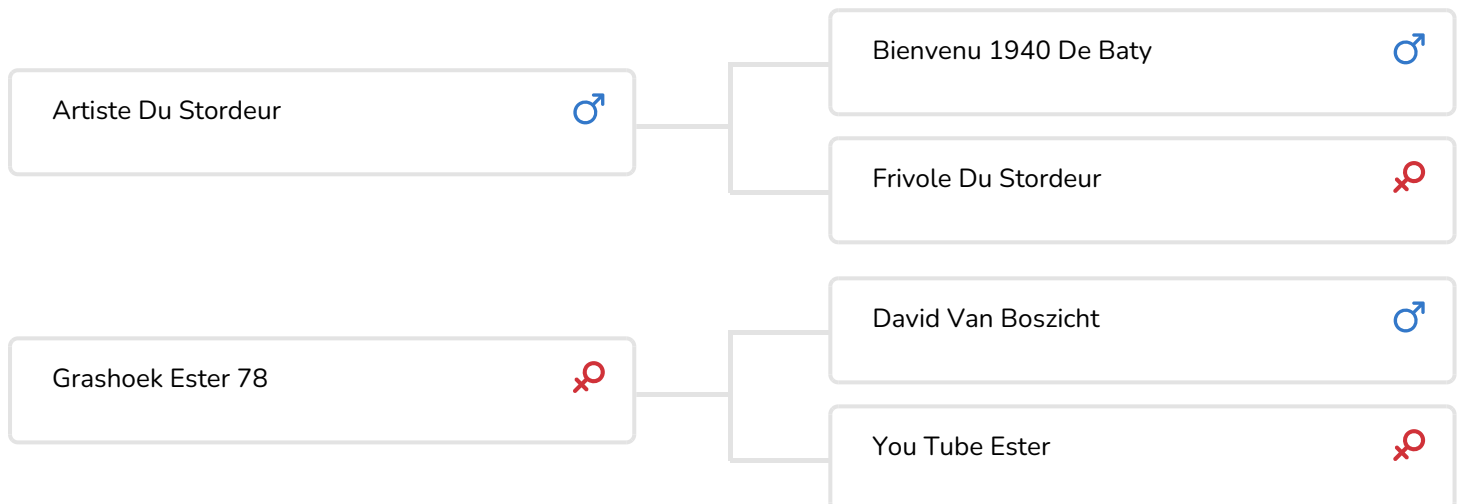 Bienvenu 1940 De Baty
Artiste Du Stordeur
Frivole Du Stordeur
David Van Boszicht
Grashoek Ester 78
You Tube Ester